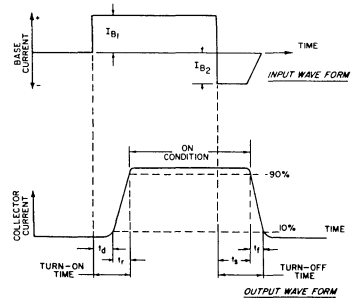 +
BASE
CURRENT
-
I_B1
I_B2
TIME
INPUT WAVE FORM
ON
CONDITION
-90%
10%
COLLECTOR
CURRENT
TIME
t_d
t_r
t_s
t_f
TURN-ON
TIME
TURN-OFF
TIME
OUTPUT WAVE FORM